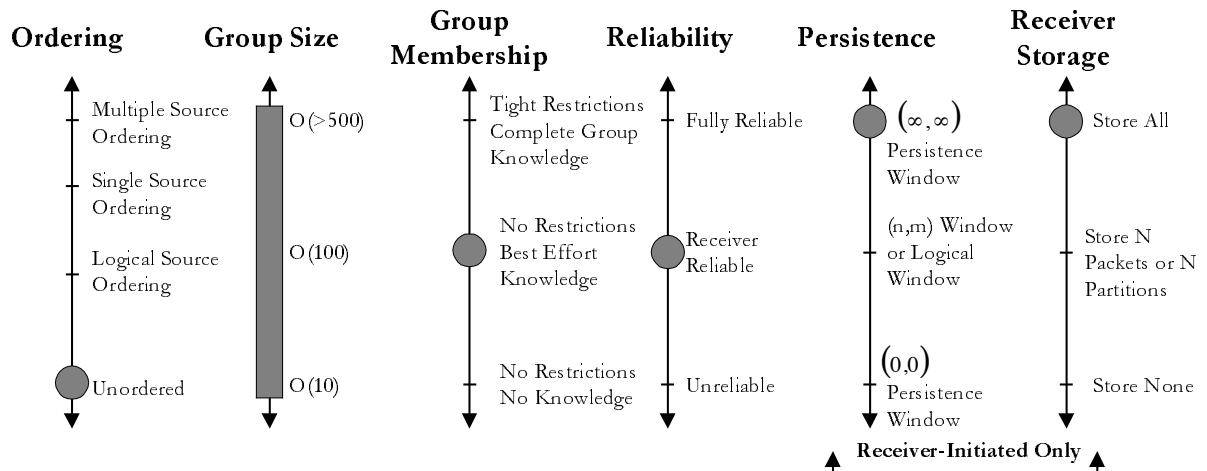 Ordering
Multiple Source
Ordering
Single Source
Ordering
Logical Source
Ordering
Unordered
Group Size
O(>500)
O(100)
O(10)
Group
Membership
Tight Restrictions
Complete Group
Knowledge
No Restrictions
Best Effort
Knowledge
No Restrictions
No Knowledge
Reliability
Fully Reliable
Receiver
Reliable
Unreliable
Persistence
(∞,∞)
Persistence
Window
(n,m) Window
or Logical
Window
(0,0)
Persistence
Window
Receiver
Storage
Store All
Store N
Packets or N
Partitions
Store None
Receiver-Initiated Only